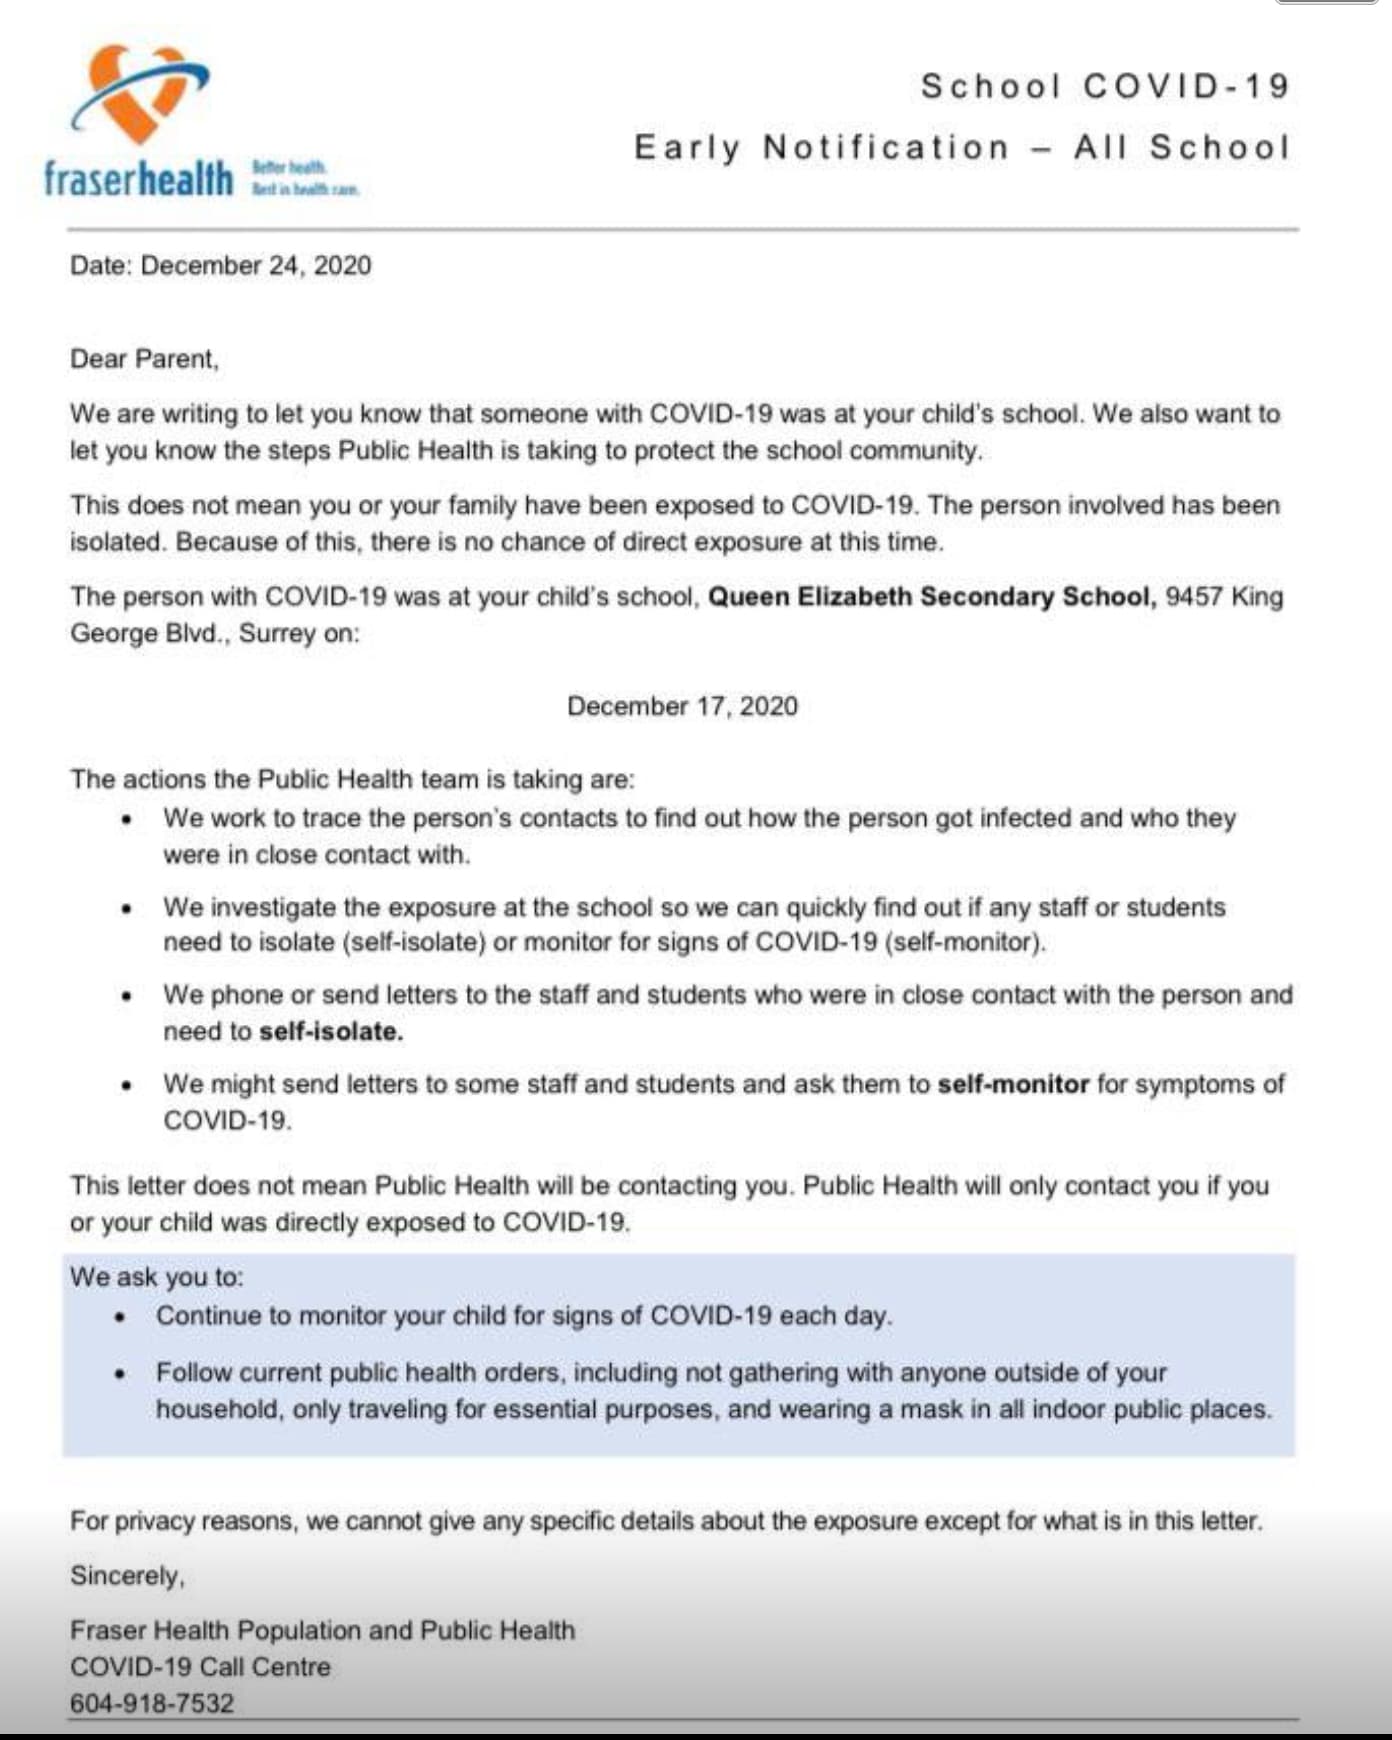 School COVID-19
Early Notification – All School
fraserhealth
Better health.
Best in health care.
Date: December 24, 2020
Dear Parent,
We are writing to let you know that someone with COVID-19 was at your child's school. We also want to
let you know the steps Public Health is taking to protect the school community.
This does not mean you or your family have been exposed to COVID-19. The person involved has been
isolated. Because of this, there is no chance of direct exposure at this time.
The person with COVID-19 was at your child's school, Queen Elizabeth Secondary School, 9457 King
George Blvd., Surrey on:
December 17, 2020
The actions the Public Health team is taking are:
• We work to trace the person's contacts to find out how the person got infected and who they
were in close contact with.
• We investigate the exposure at the school so we can quickly find out if any staff or students
need to isolate (self-isolate) or monitor for signs of COVID-19 (self-monitor).
• We phone or send letters to the staff and students who were in close contact with the person and
need to self-isolate.
• We might send letters to some staff and students and ask them to self-monitor for symptoms of
COVID-19.
This letter does not mean Public Health will be contacting you. Public Health will only contact you if you
or your child was directly exposed to COVID-19.
We ask you to:
• Continue to monitor your child for signs of COVID-19 each day.
• Follow current public health orders, including not gathering with anyone outside of your
household, only traveling for essential purposes, and wearing a mask in all indoor public places.
For privacy reasons, we cannot give any specific details about the exposure except for what is in this letter.
Sincerely,
Fraser Health Population and Public Health
COVID-19 Call Centre
604-918-7532